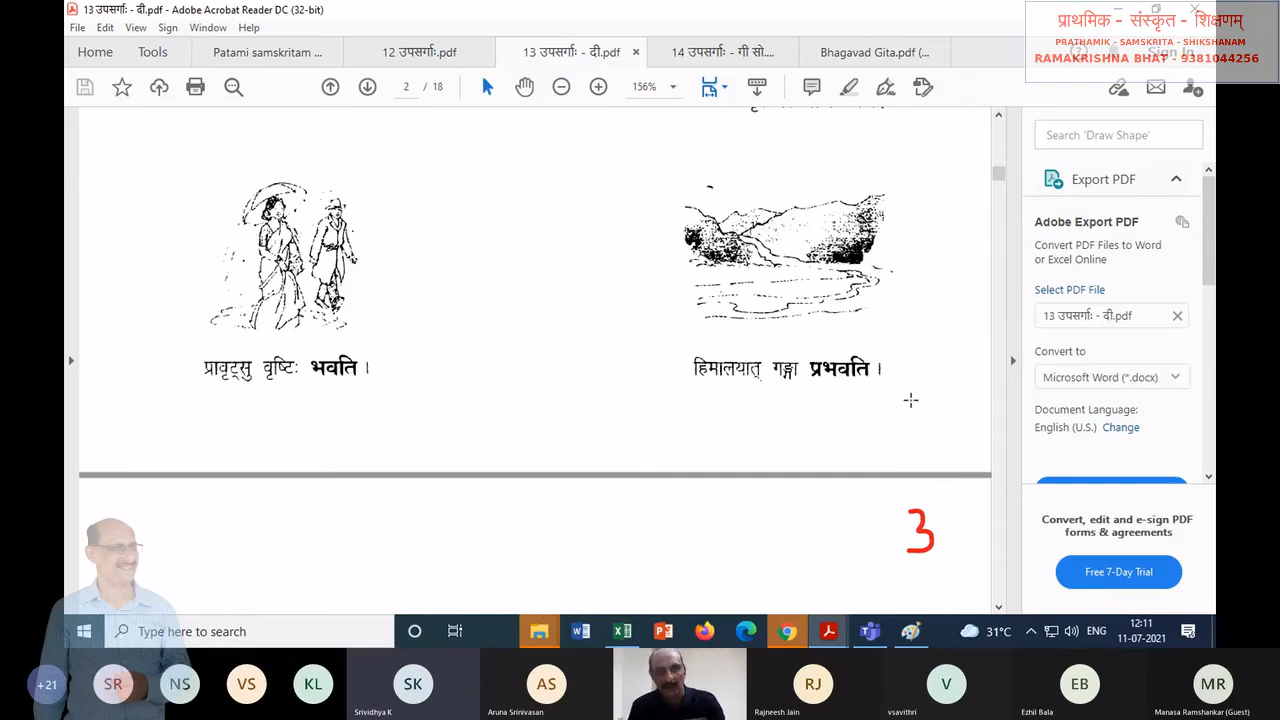 13 उपसर्गाः - दी.pdf - Adobe Acrobat Reader DC (32-bit)
File Edit View Sign Window Help
प्राथमिक - संस्कृत - शिक्षणम्
PRATHAMIK - SAMSKRITA - SHIKSHANAM
RAMAKRISHNA BHAT - 9381044256
Home Tools Patami samskritam ... 12 उपसर्गाः.pdf 13 उपसर्गाः - दी.pdf × 14 उपसर्गाः - गी सो.... Bhagavad Gita.pdf (... Sign In
2 / 18 156%
Search 'Draw Shape'
Export PDF
Adobe Export PDF
Convert PDF Files to Word
or Excel Online
Select PDF File
13 उपसर्गाः - दी.pdf
Convert to
Microsoft Word (*.docx)
Document Language:
English (U.S.) Change
Convert, edit and e-sign PDF
forms & agreements
Free 7-Day Trial
प्रावृट्सु वृष्टिः भवति ।
हिमालयात् गङ्गा प्रभवति ।
3
Type here to search
31°C ENG 12:11
11-07-2021
+21 SR NS VS KL SK AS RJ V EB MR
Srividhya K Aruna Srinivasan Rajneesh Jain vsavithri Ezhil Bala Manasa Ramshankar (Guest)